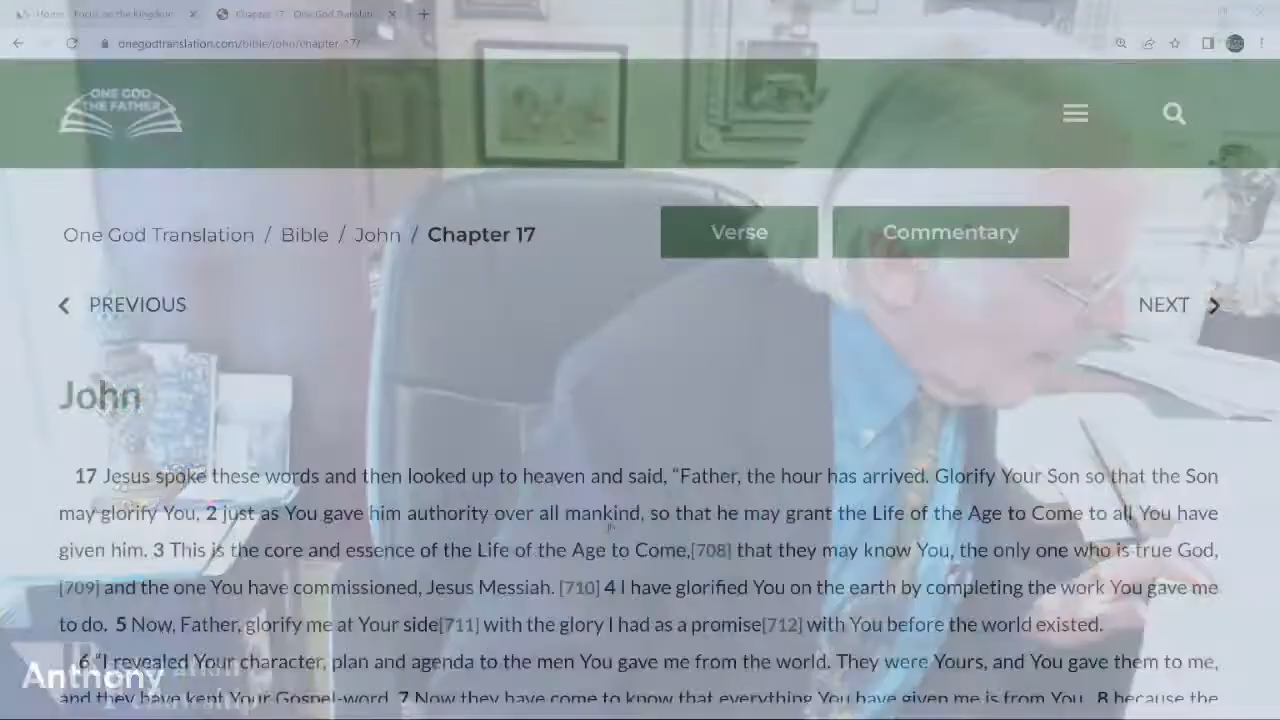 Home - Focus on the Kingdom
Chapter 17 - One God Translat
onegodtranslation.com/bible/john/chapter-17/
ONE GOD
THE FATHER
One God Translation / Bible / John / Chapter 17
Verse
Commentary
PREVIOUS
NEXT
John
17 Jesus spoke these words and then looked up to heaven and said, “Father, the hour has arrived. Glorify Your Son so that the Son
may glorify You, 2 just as You gave him authority over all mankind, so that he may grant the Life of the Age to Come to all You have
given him. 3 This is the core and essence of the Life of the Age to Come,[708] that they may know You, the only one who is true God,
[709] and the one You have commissioned, Jesus Messiah. [710] 4 I have glorified You on the earth by completing the work You gave me
to do. 5 Now, Father, glorify me at Your side[711] with the glory I had as a promise[712] with You before the world existed.
6 “I revealed Your character, plan and agenda to the men You gave me from the world. They were Yours, and You gave them to me,
and they have kept Your Gospel-word. 7 Now they have come to know that everything You have given me is from You, 8 because the
Anthony